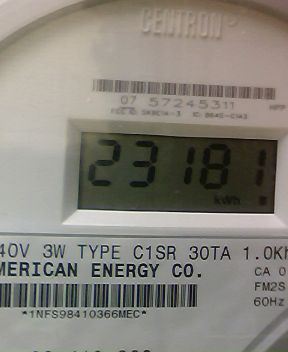 CENTRON®
07 57245311
23181
kWh
40V 3W TYPE C1SR 30TA 1.0Kh
MERICAN ENERGY CO.
CA 0
FM2S
60Hz
*1NFS98410366MEC*